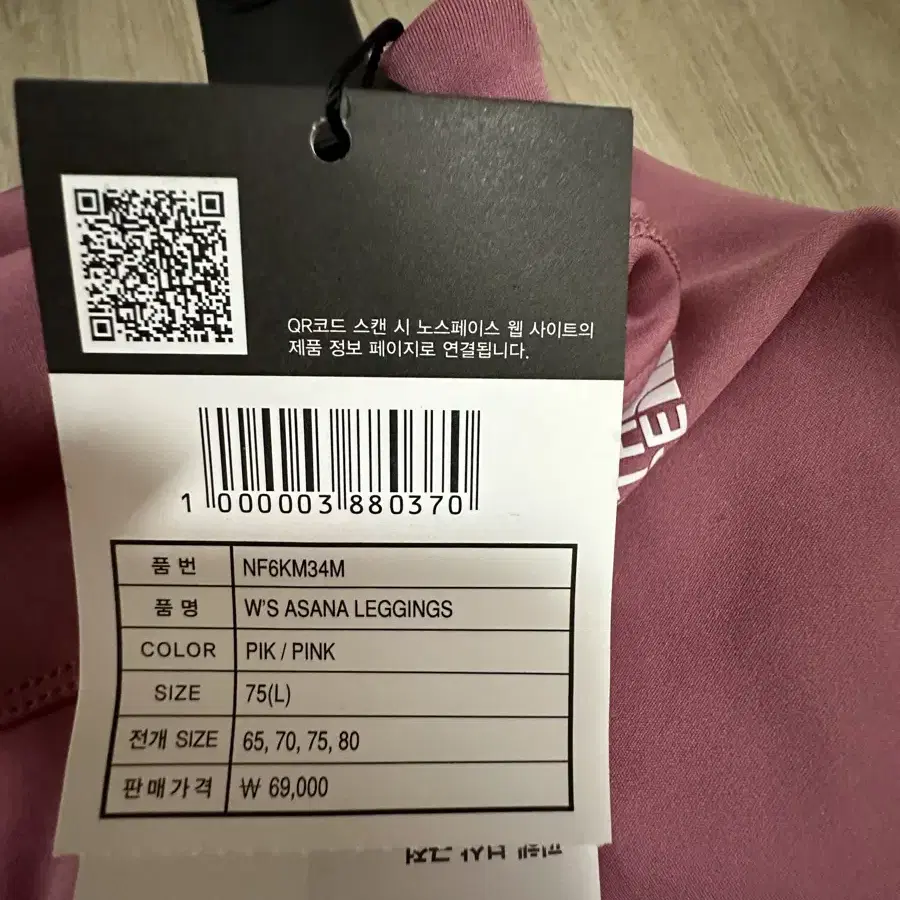 QR코드 스캔 시 노스페이스 웹 사이트의
제품 정보 페이지로 연결됩니다.
1 000003 880370
품 번 NF6KM34M
품 명 W'S ASANA LEGGINGS
COLOR PIK / PINK
SIZE 75(L)
전개 SIZE 65, 70, 75, 80
판매가격 ₩ 69,000